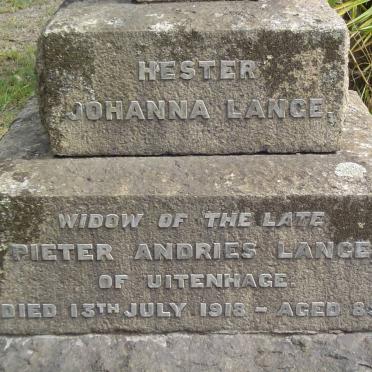 HESTER
JOHANNA LANGE
WIDOW OF THE LATE
PIETER ANDRIES LANGE
OF UITENHAGE
DIED 13TH JULY 1918 - AGED